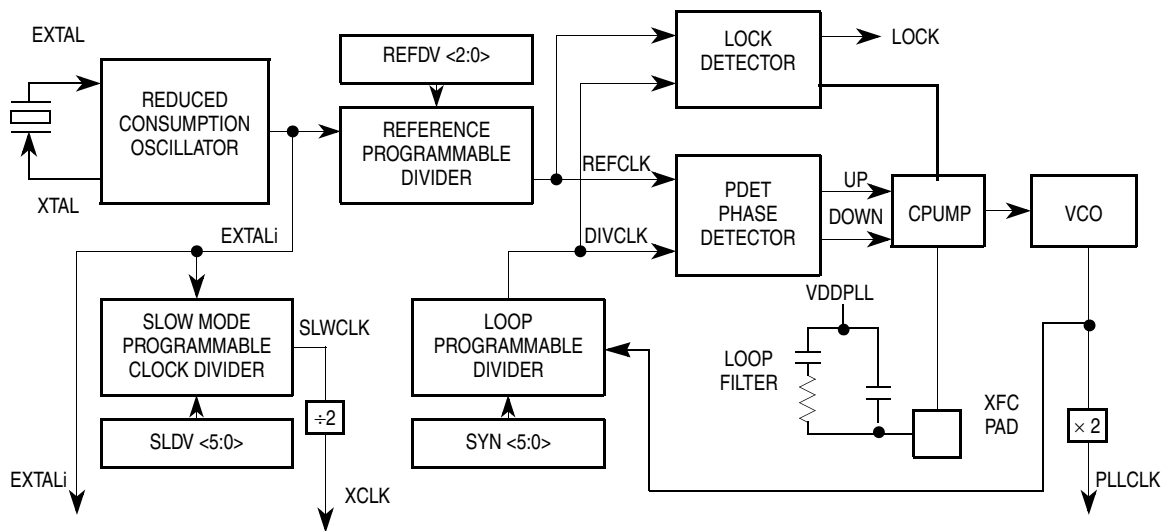 EXTAL
REDUCED
CONSUMPTION
OSCILLATOR
XTAL
REFDV <2:0>
REFERENCE
PROGRAMMABLE
DIVIDER
LOCK
DETECTOR
LOCK
REFCLK
PDET
PHASE
DETECTOR
UP
DOWN
CPUMP
VCO
EXTALi
DIVCLK
SLOW MODE
PROGRAMMABLE
CLOCK DIVIDER
SLWCLK
÷2
SLDV <5:0>
EXTALi
XCLK
LOOP
PROGRAMMABLE
DIVIDER
SYN <5:0>
VDDPLL
LOOP
FILTER
XFC
PAD
× 2
PLLCLK